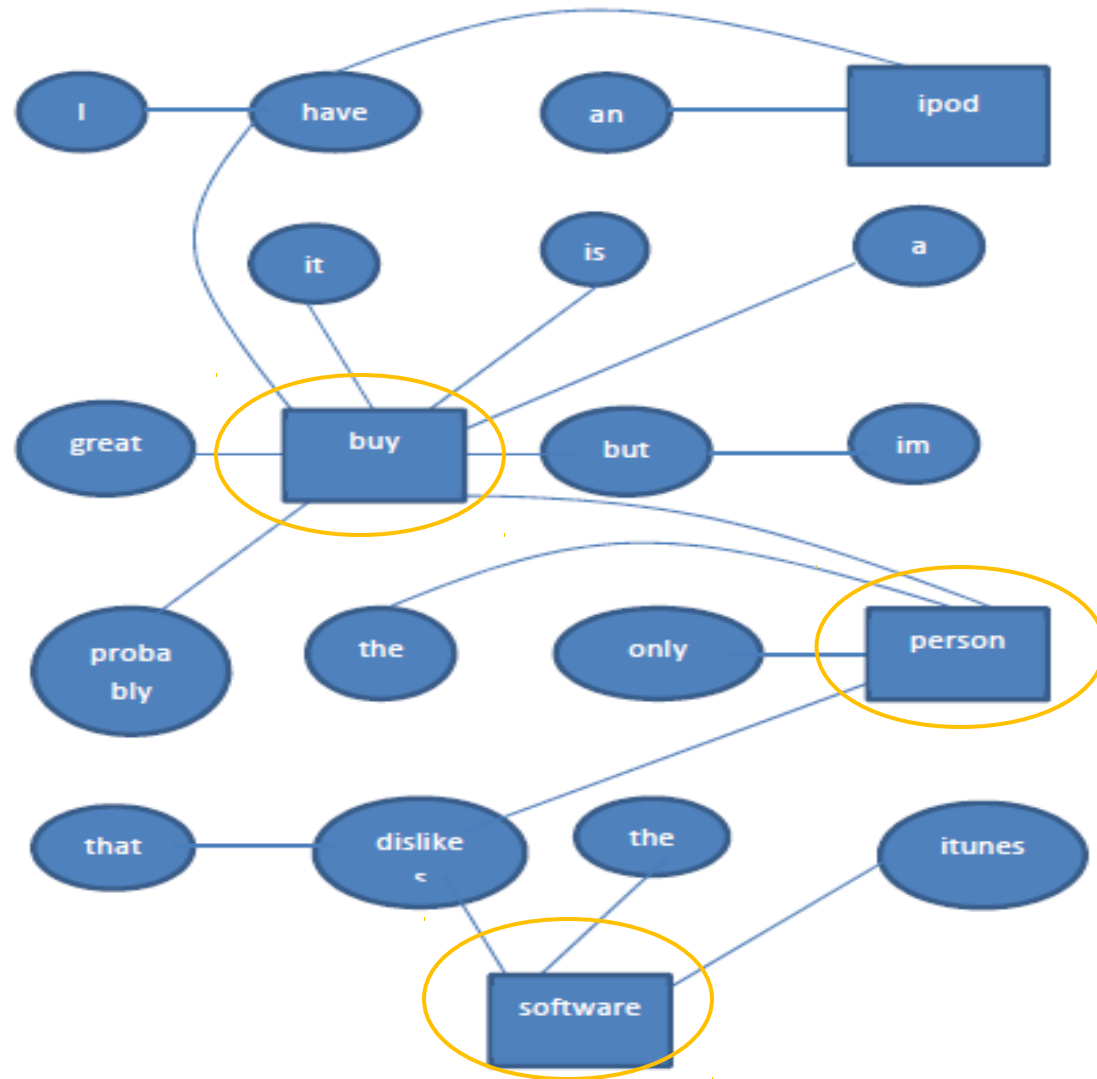 I
have
an
ipod
it
is
a
great
buy
but
im
proba
bly
the
only
person
that
dislike
s
the
itunes
software